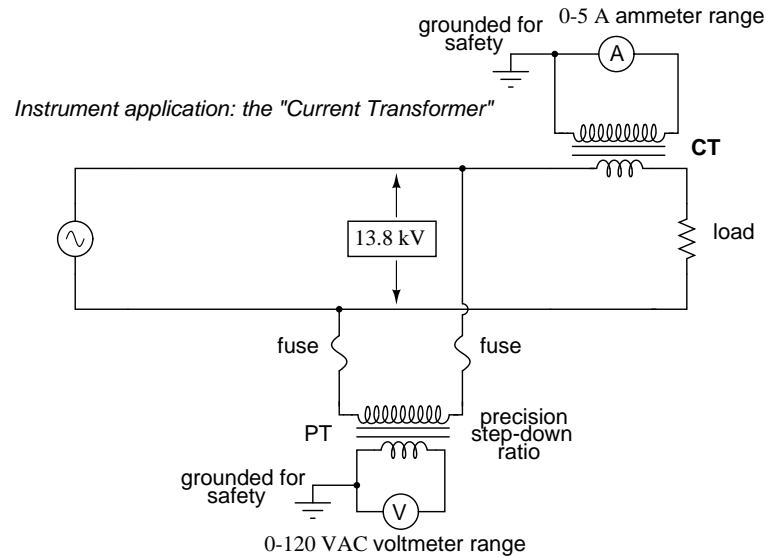 0-5 A ammeter range
grounded for
safety
A
Instrument application: the "Current Transformer"
CT
13.8 kV
load
fuse
fuse
PT
precision
step-down
ratio
grounded for
safety
V
0-120 VAC voltmeter range